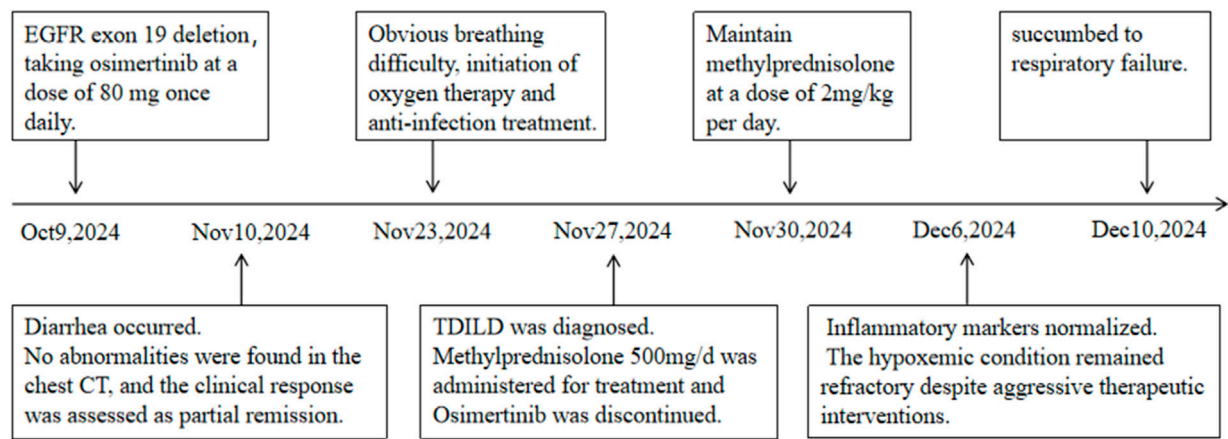 EGFR exon 19 deletion,
taking osimertinib at a
dose of 80 mg once
daily.
Obvious breathing
difficulty, initiation of
oxygen therapy and
anti-infection treatment.
Maintain
methylprednisolone
at a dose of 2mg/kg
per day.
succumbed to
respiratory failure.
Oct9,2024
Nov10,2024
Nov23,2024
Nov27,2024
Nov30,2024
Dec6,2024
Dec10,2024
Diarrhea occurred.
No abnormalities were found in the
chest CT, and the clinical response
was assessed as partial remission.
TDILD was diagnosed.
Methylprednisolone 500mg/d was
administered for treatment and
Osimertinib was discontinued.
Inflammatory markers normalized.
The hypoxemic condition remained
refractory despite aggressive therapeutic
interventions.